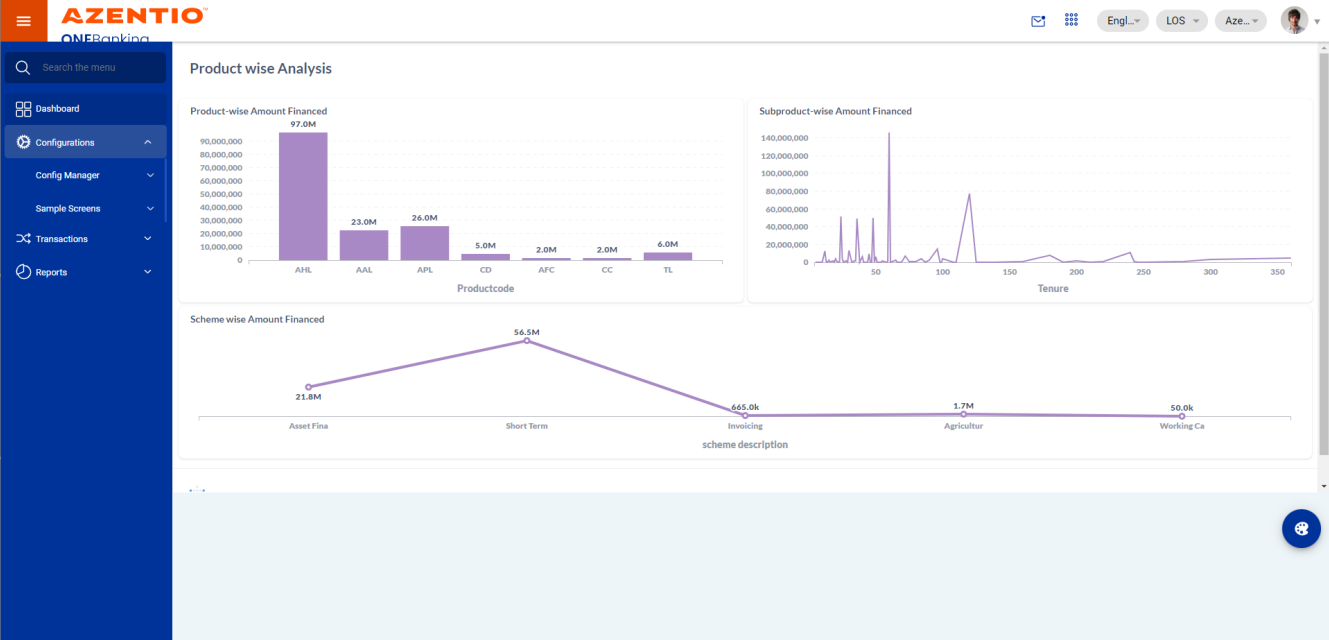 AZENTIO
ONEBanking
Engl...
LOS
Aze...
Search the menu
Dashboard
Configurations
Config Manager
Sample Screens
Transactions
Reports
Product wise Analysis
Product-wise Amount Financed
97.0M
90,000,000
80,000,000
70,000,000
60,000,000
50,000,000
40,000,000
30,000,000
20,000,000
10,000,000
0
23.0M
26.0M
5.0M
2.0M
2.0M
6.0M
AHL AAL APL CD AFC CC TL
Productcode
Subproduct-wise Amount Financed
140,000,000
120,000,000
100,000,000
80,000,000
60,000,000
40,000,000
20,000,000
0
50 100 150 200 250 300 350
Tenure
Scheme wise Amount Financed
56.5M
21.8M
665.0k
1.7M
50.0k
Asset Fina Short Term Invoicing Agricultur Working Ca
scheme description